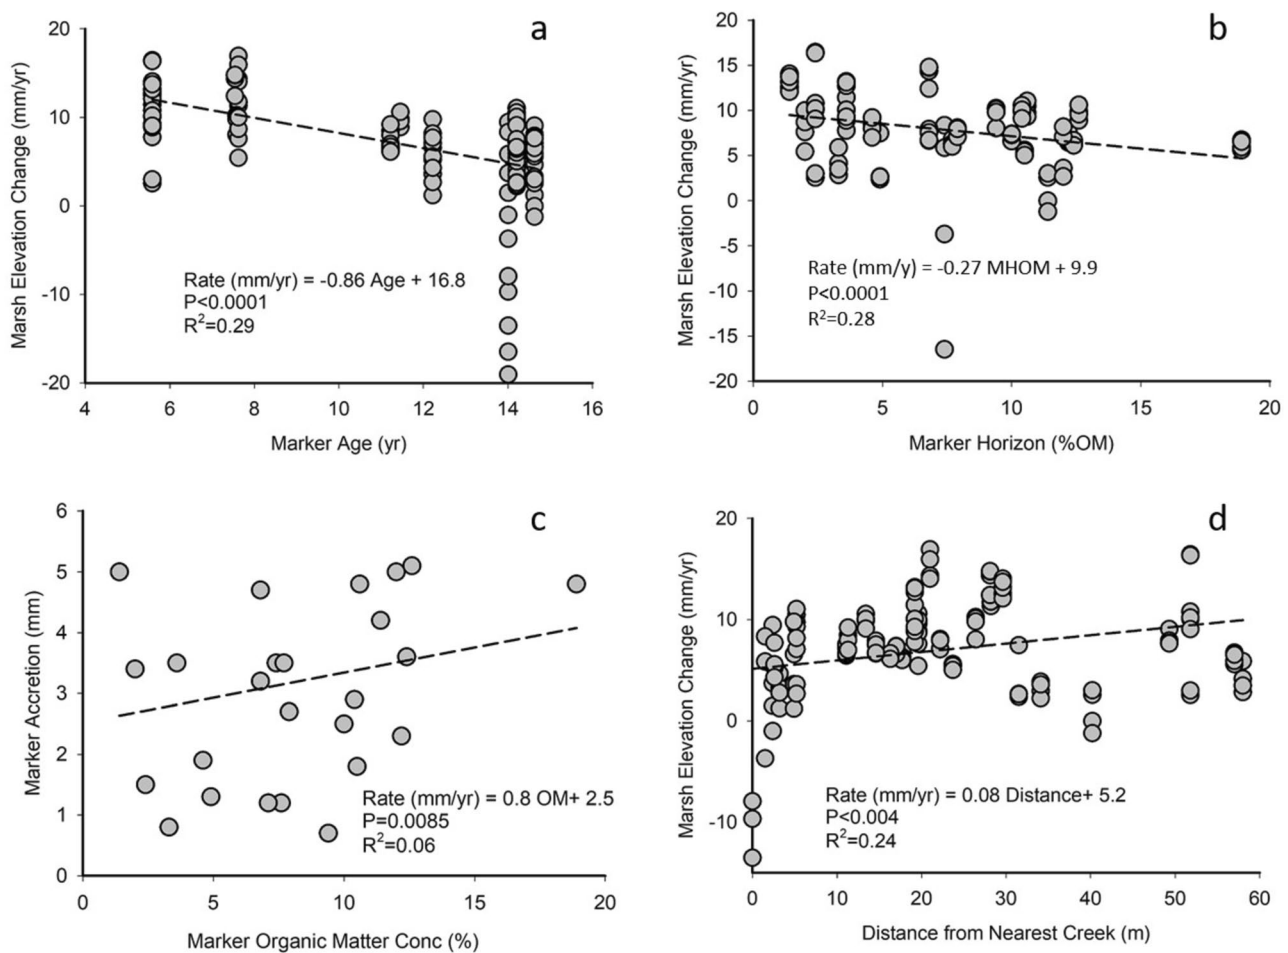 a
Marsh Elevation Change (mm/yr)
20
10
0
-10
-20
Rate (mm/yr) = -0.86 Age + 16.8
P<0.0001
R²=0.29
4 6 8 10 12 14 16
Marker Age (yr)
b
Marsh Elevation Change (mm/yr)
20
15
10
5
0
-5
-10
-15
-20
Rate (mm/y) = -0.27 MHOM + 9.9
P<0.0001
R²=0.28
0 5 10 15 20
Marker Horizon (%OM)
c
Marker Accretion (mm)
6
5
4
3
2
1
0
Rate (mm/yr) = 0.8 OM+ 2.5
P=0.0085
R²=0.06
0 5 10 15 20
Marker Organic Matter Conc (%)
d
Marsh Elevation Change (mm/yr)
20
10
0
-10
Rate (mm/yr) = 0.08 Distance+ 5.2
P<0.004
R²=0.24
0 10 20 30 40 50 60
Distance from Nearest Creek (m)